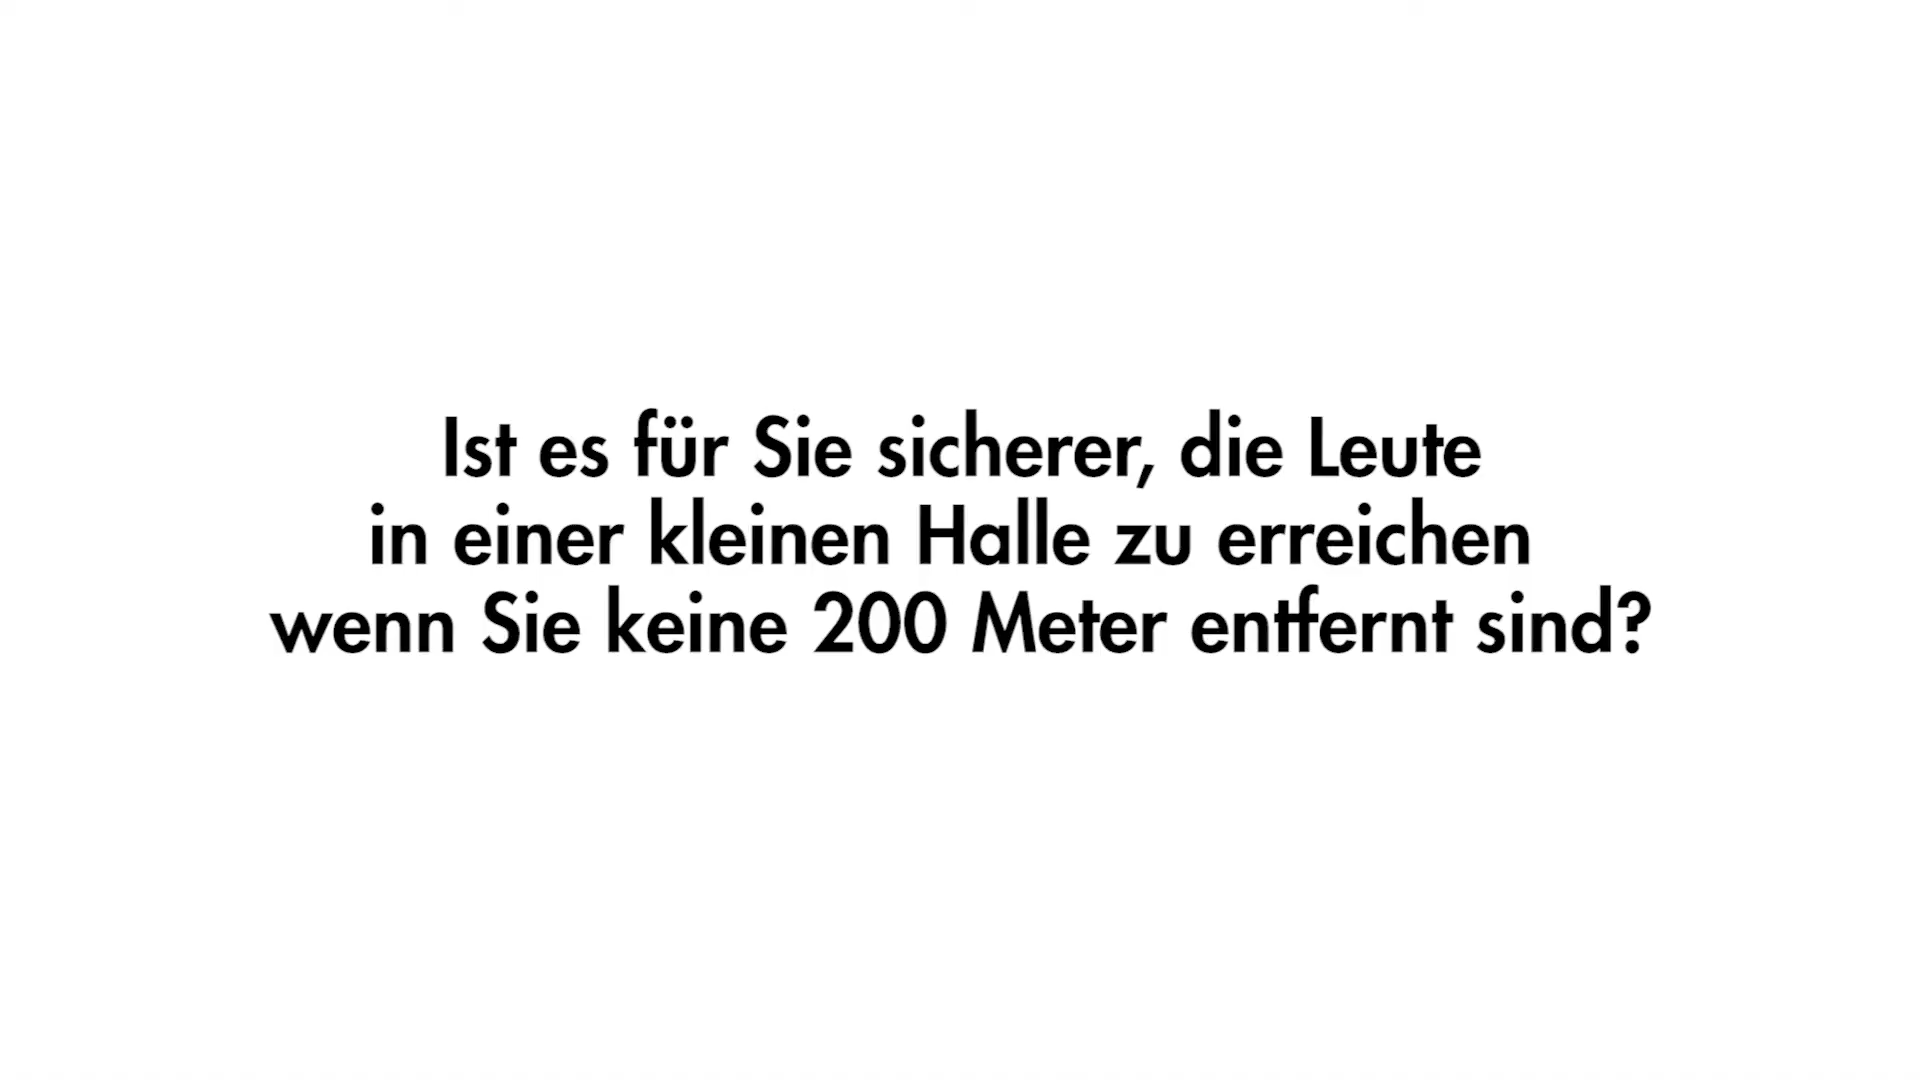 Ist es für Sie sicherer, die Leute
in einer kleinen Halle zu erreichen
wenn Sie keine 200 Meter entfernt sind?